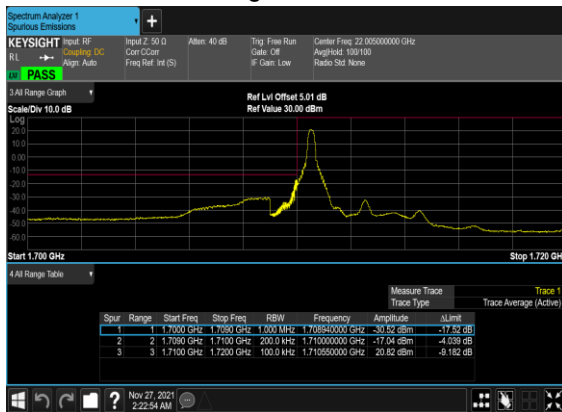 Spectrum Analyzer 1
Spurious Emissions
KEYSIGHT Input: RF Input Z: 50 Ω Atten: 40 dB Trig: Free Run Center Freq: 22.005000000 GHz
RL Coupling: DC Corr CCorr Gate: Off Avg|Hold: 100/100
Align: Auto Freq Ref: Int (S) IF Gain: Low Radio Std: None
PASS
3 All Range Graph
Ref Lvl Offset 5.01 dB
Scale/Div 10.0 dB Ref Value 30.00 dBm
Log
20.0
10.0
0.00
-10.0
-20.0
-30.0
-40.0
-50.0
-60.0
Start 1.700 GHz Stop 1.720 GH
4 All Range Table
Measure Trace Trace 1
Trace Type Trace Average (Active)
Spur Range Start Freq Stop Freq RBW Frequency Amplitude ΔLimit
1 1 1.7000 GHz 1.7090 GHz 1.000 MHz 1.708940000 GHz -30.52 dBm -17.52 dB
2 2 1.7090 GHz 1.7100 GHz 200.0 kHz 1.710000000 GHz -17.04 dBm -4.039 dB
3 3 1.7100 GHz 1.7200 GHz 100.0 kHz 1.710550000 GHz 20.82 dBm -9.182 dB
Nov 27, 2021
2:22:54 AM